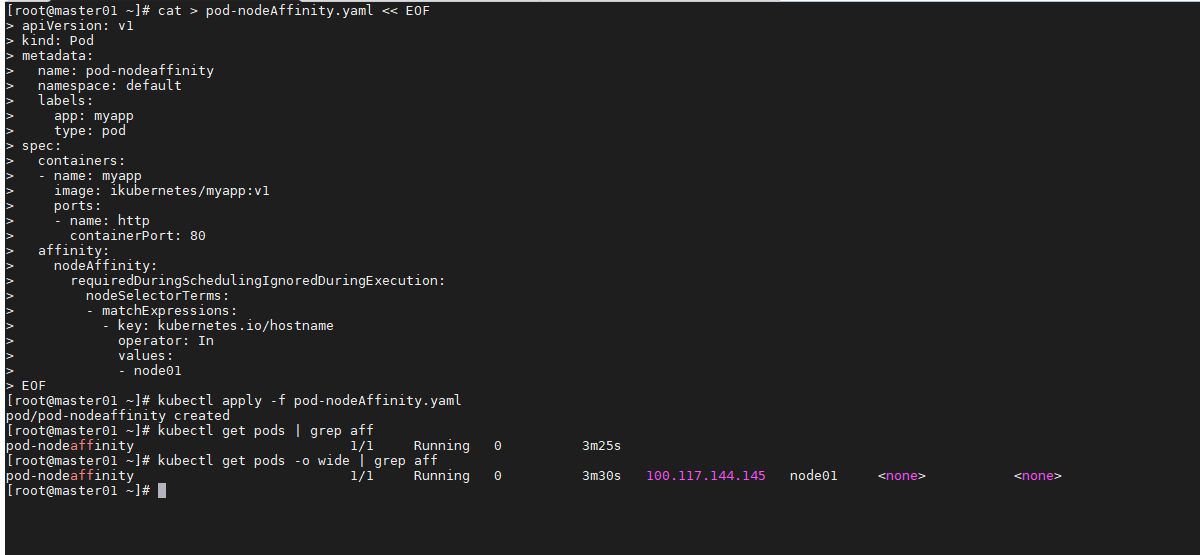 [root@master01 ~]# cat > pod-nodeAffinity.yaml << EOF
> apiVersion: v1
> kind: Pod
> metadata:
>   name: pod-nodeaffinity
>   namespace: default
>   labels:
>     app: myapp
>     type: pod
> spec:
>   containers:
>   - name: myapp
>     image: ikubernetes/myapp:v1
>     ports:
>     - name: http
>       containerPort: 80
>   affinity:
>     nodeAffinity:
>       requiredDuringSchedulingIgnoredDuringExecution:
>         nodeSelectorTerms:
>         - matchExpressions:
>           - key: kubernetes.io/hostname
>             operator: In
>             values:
>             - node01
> EOF
[root@master01 ~]# kubectl apply -f pod-nodeAffinity.yaml
pod/pod-nodeaffinity created
[root@master01 ~]# kubectl get pods | grep aff
pod-nodeaffinity                           1/1     Running   0          3m25s
[root@master01 ~]# kubectl get pods -o wide | grep aff
pod-nodeaffinity                           1/1     Running   0          3m30s   100.117.144.145   node01     <none>           <none>
[root@master01 ~]#